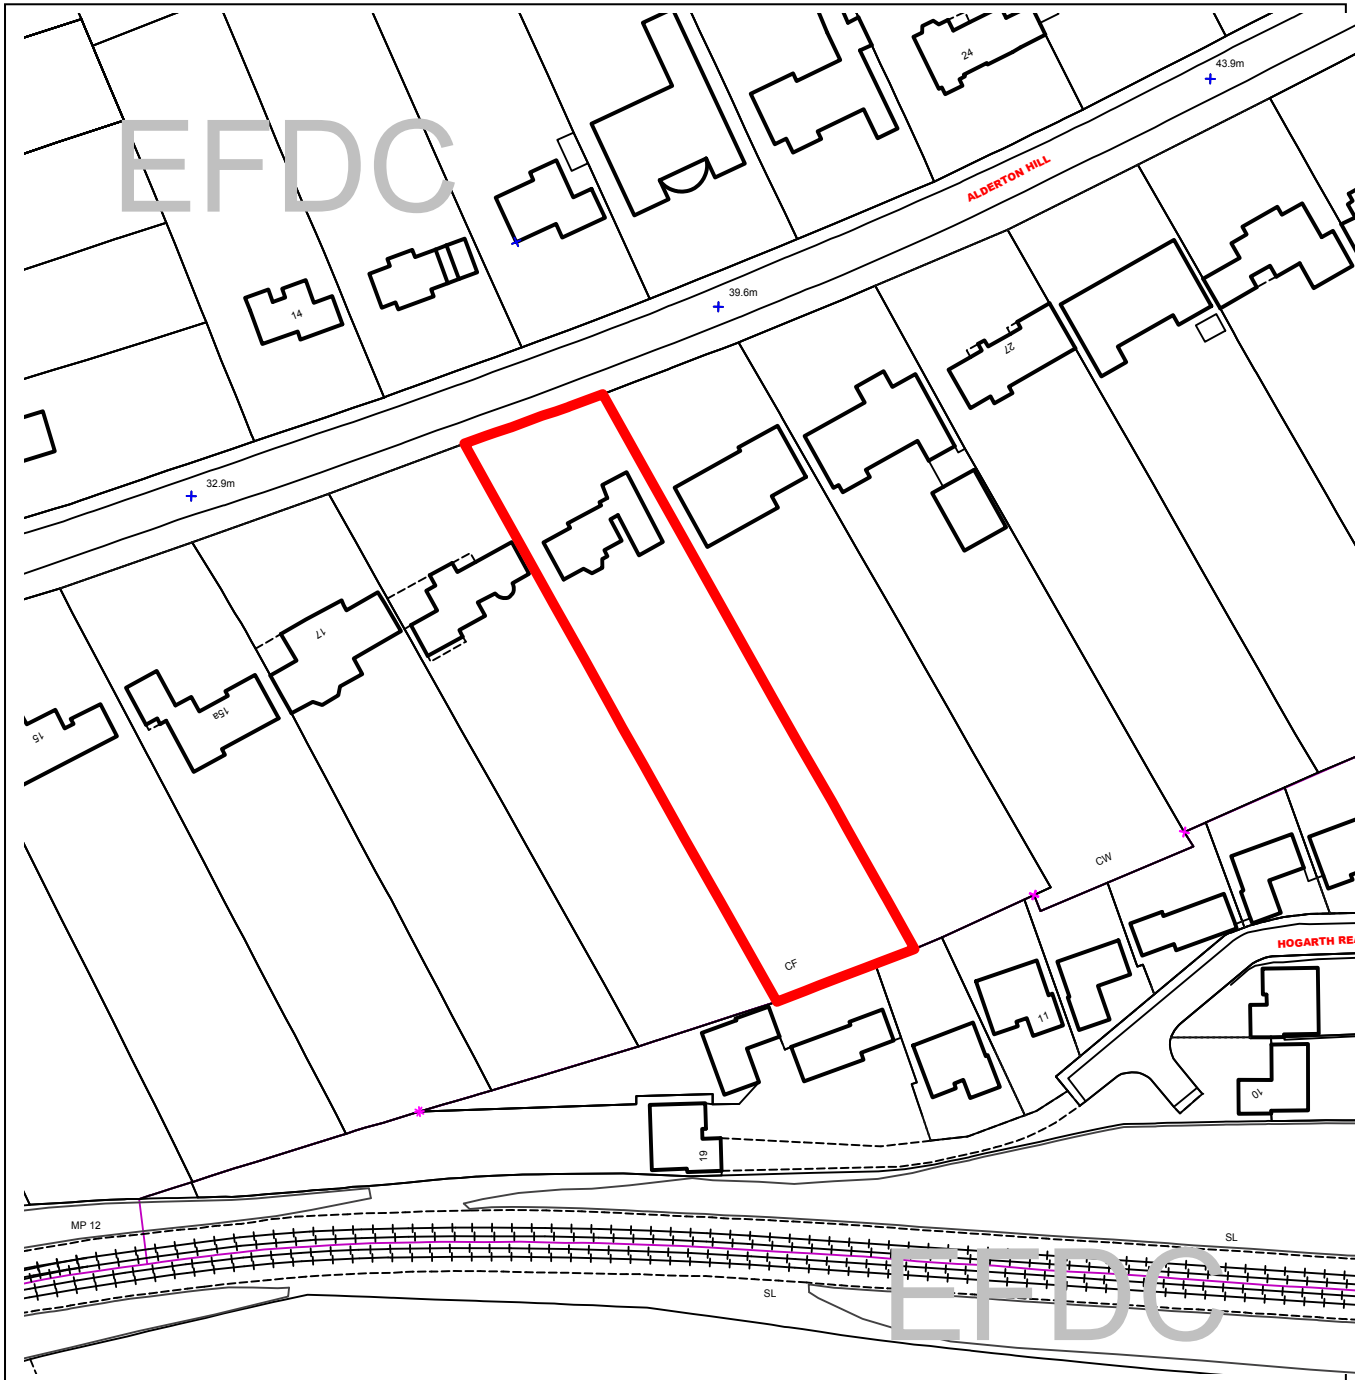 24
43.9m
EFDC
ALDERTON HILL
39.6m
14
27
32.9m
17
15a
15
CW
HOGARTH REA
CF
11
10
19
MP 12
SL
EFDC
SL